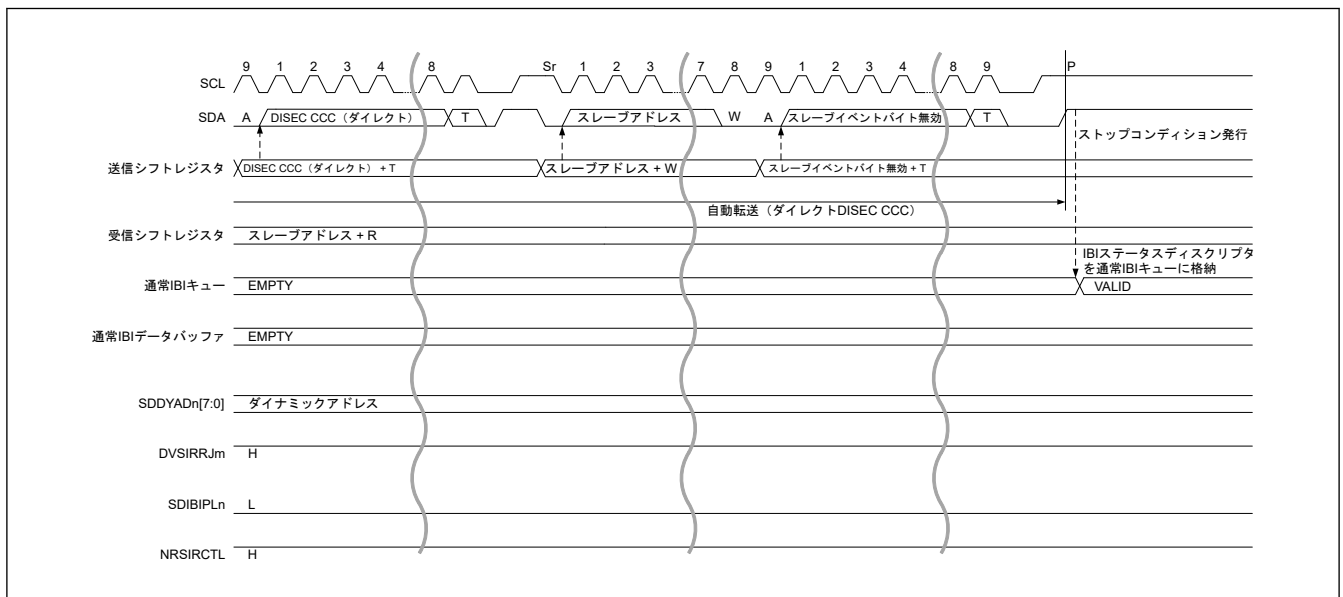 9 1 2 3 4 8 Sr 1 2 3 7 8 9 1 2 3 4 8 9 P
SCL
SDA A DISEC CCC（ダイレクト） T スレーブアドレス W A スレーブイベントバイト無効 T
ストップコンディション発行
送信シフトレジスタ DISEC CCC（ダイレクト）+ T スレーブアドレス + W スレーブイベントバイト無効 + T
自動転送（ダイレクトDISEC CCC）
受信シフトレジスタ スレーブアドレス + R
IBIステータスディスクリプタ
を通常IBIキューに格納
通常IBIキュー EMPTY VALID
通常IBIデータバッファ EMPTY
SDDYADn[7:0] ダイナミックアドレス
DVSIRRJm H
SDIBIPLn L
NRSIRCTL H